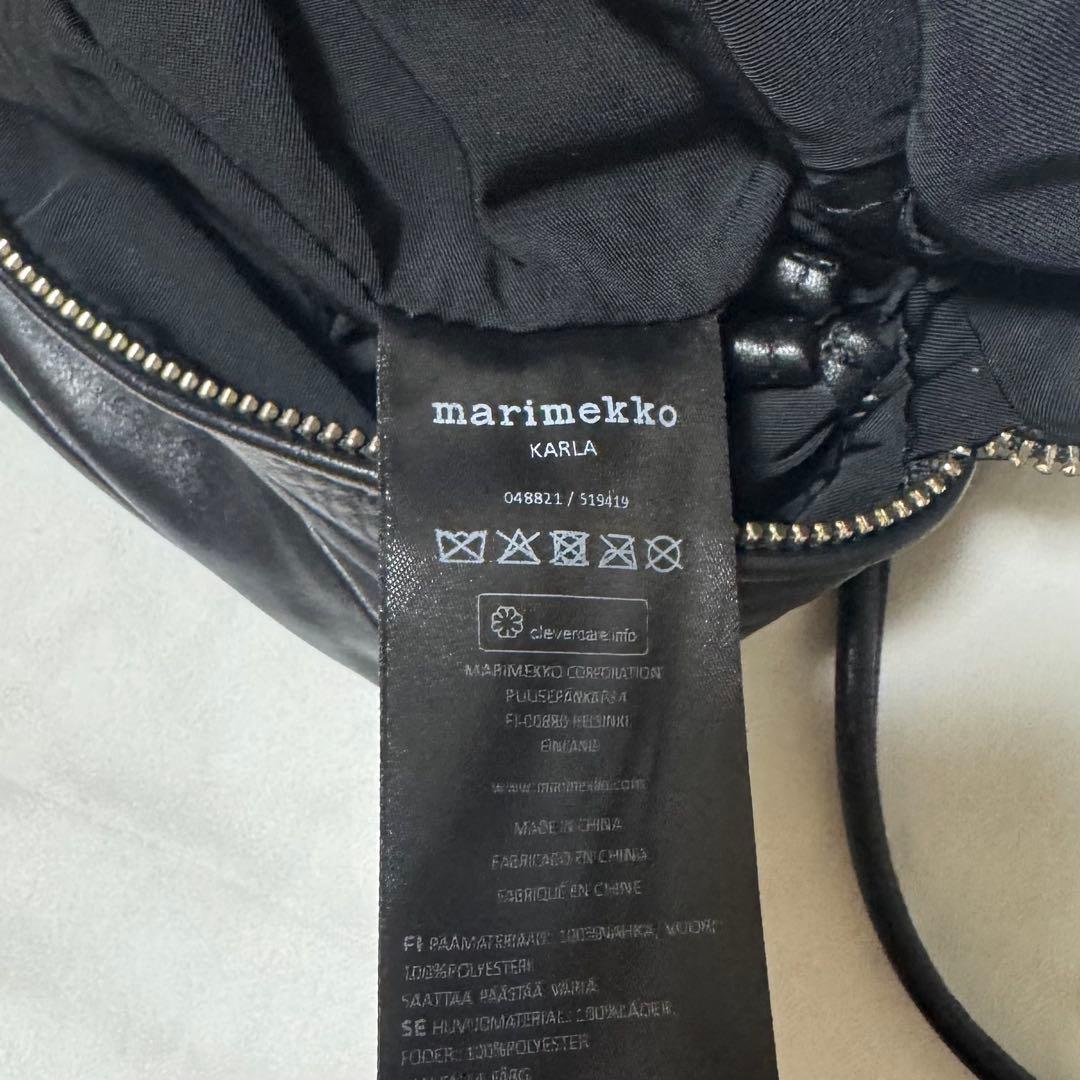 marimekko
KARLA
048821 / 519419
clevercare.info
MARIMEKKO CORPORATION
PUUSEPÄNKATU 4
FI-00880 HELSINKI
FINLAND
www.marimekko.com
MADE IN CHINA
FABRICADO EN CHINA
FABRIQUÉ EN CHINE
FI PÄÄMATERIAALI: 100%NAHKA, VUORI:
100%POLYESTERI
SAATTAA PÄÄSTÄÄ VÄRIÄ
SE HUVUDMATERIAL: 100%LÄDER,
FODER: 100%POLYESTER
FÄRG